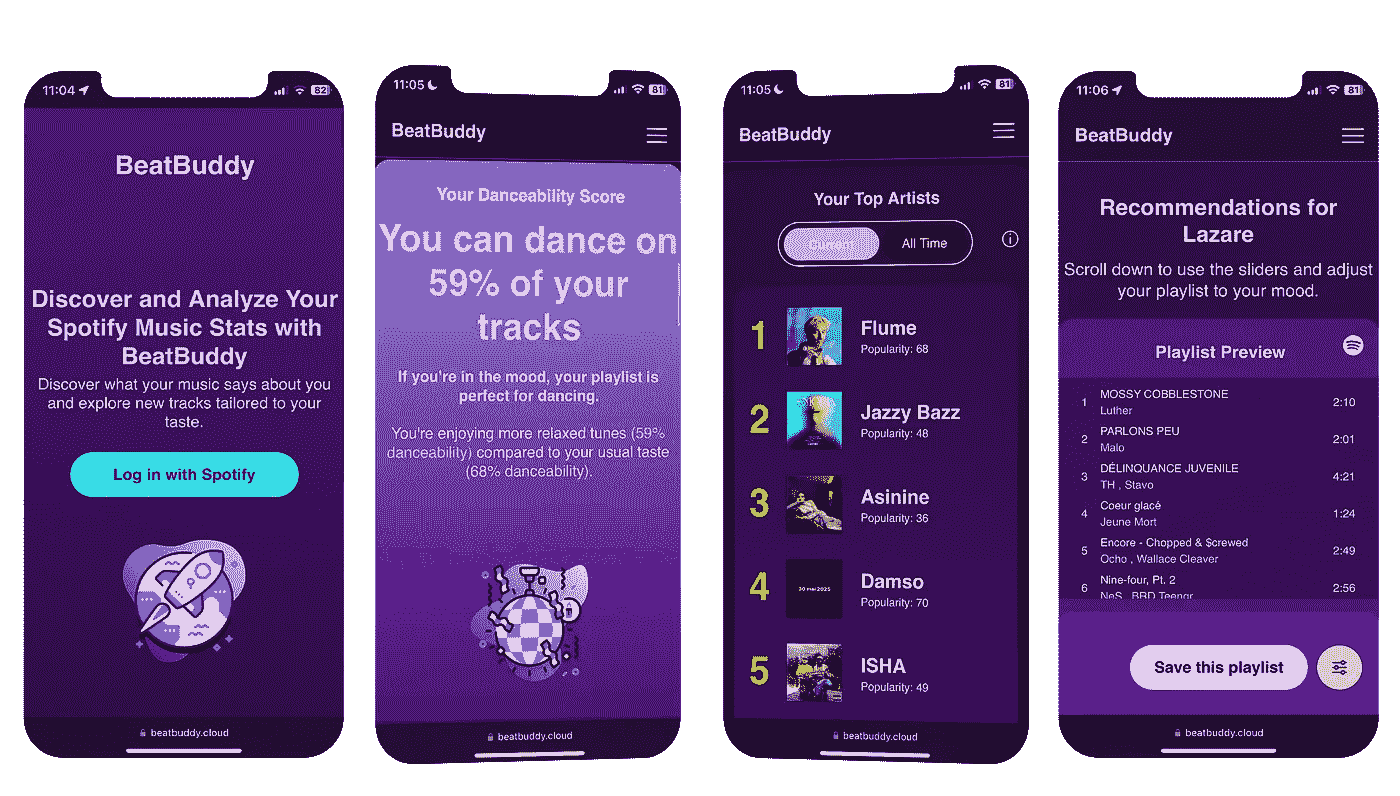 11:04
82
BeatBuddy
Discover and Analyze Your
Spotify Music Stats with
BeatBuddy
Discover what your music says about you
and explore new tracks tailored to your
taste.
Log in with Spotify
beatbuddy.cloud
11:05
81
BeatBuddy
Your Danceability Score
You can dance on
59% of your
tracks
If you're in the mood, your playlist is
perfect for dancing.
You're enjoying more relaxed tunes (59%
danceability) compared to your usual taste
(68% danceability).
beatbuddy.cloud
11:05
81
BeatBuddy
Your Top Artists
Current
All Time
1
Flume
Popularity: 68
2
Jazzy Bazz
Popularity: 48
3
Asinine
Popularity: 36
4
30 mai 2025
Damso
Popularity: 70
5
ISHA
Popularity: 49
beatbuddy.cloud
11:06
81
BeatBuddy
Recommendations for
Lazare
Scroll down to use the sliders and adjust
your playlist to your mood.
Playlist Preview
1 MOSSY COBBLESTONE 2:10
Luther
2 PARLONS PEU 2:01
Malo
3 DÉLINQUANCE JUVENILE 4:21
TH , Stavo
4 Coeur glacé 1:24
Jeune Mort
5 Encore - Chopped & $crewed 2:49
Ocho , Wallace Cleaver
6 Nine-four, Pt. 2 2:56
NeS , BRD Teengr
Save this playlist
beatbuddy.cloud